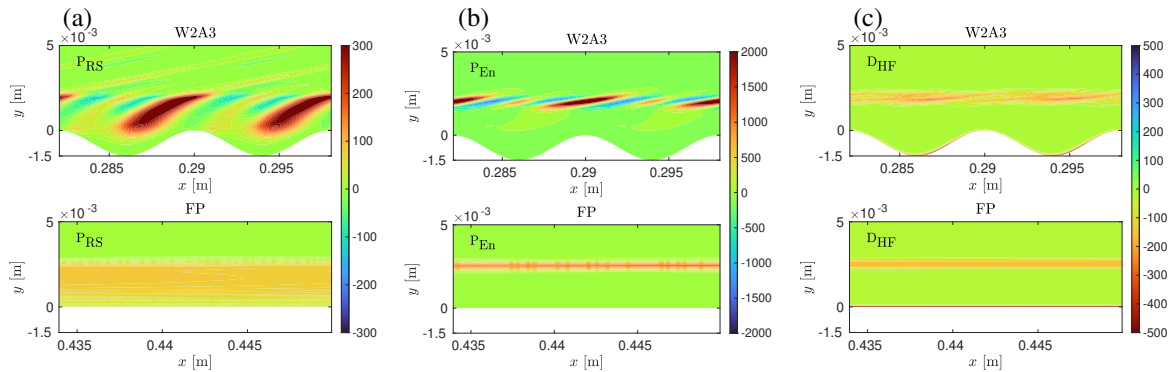 (a)
W2A3
× 10⁻³
5
0
-1.5
y [m]
P_RS
0.285 0.29 0.295
x [m]
FP
× 10⁻³
5
0
-1.5
y [m]
P_RS
0.435 0.44 0.445
x [m]
300
200
100
0
-100
-200
-300
(b)
W2A3
× 10⁻³
5
0
-1.5
y [m]
P_En
0.285 0.29 0.295
x [m]
FP
× 10⁻³
5
0
-1.5
y [m]
P_En
0.435 0.44 0.445
x [m]
2000
1500
1000
500
0
-500
-1000
-1500
-2000
(c)
W2A3
× 10⁻³
5
0
-1.5
y [m]
D_HF
0.285 0.29 0.295
x [m]
FP
× 10⁻³
5
0
-1.5
y [m]
D_HF
0.435 0.44 0.445
x [m]
500
400
300
200
100
0
-100
-200
-300
-400
-500